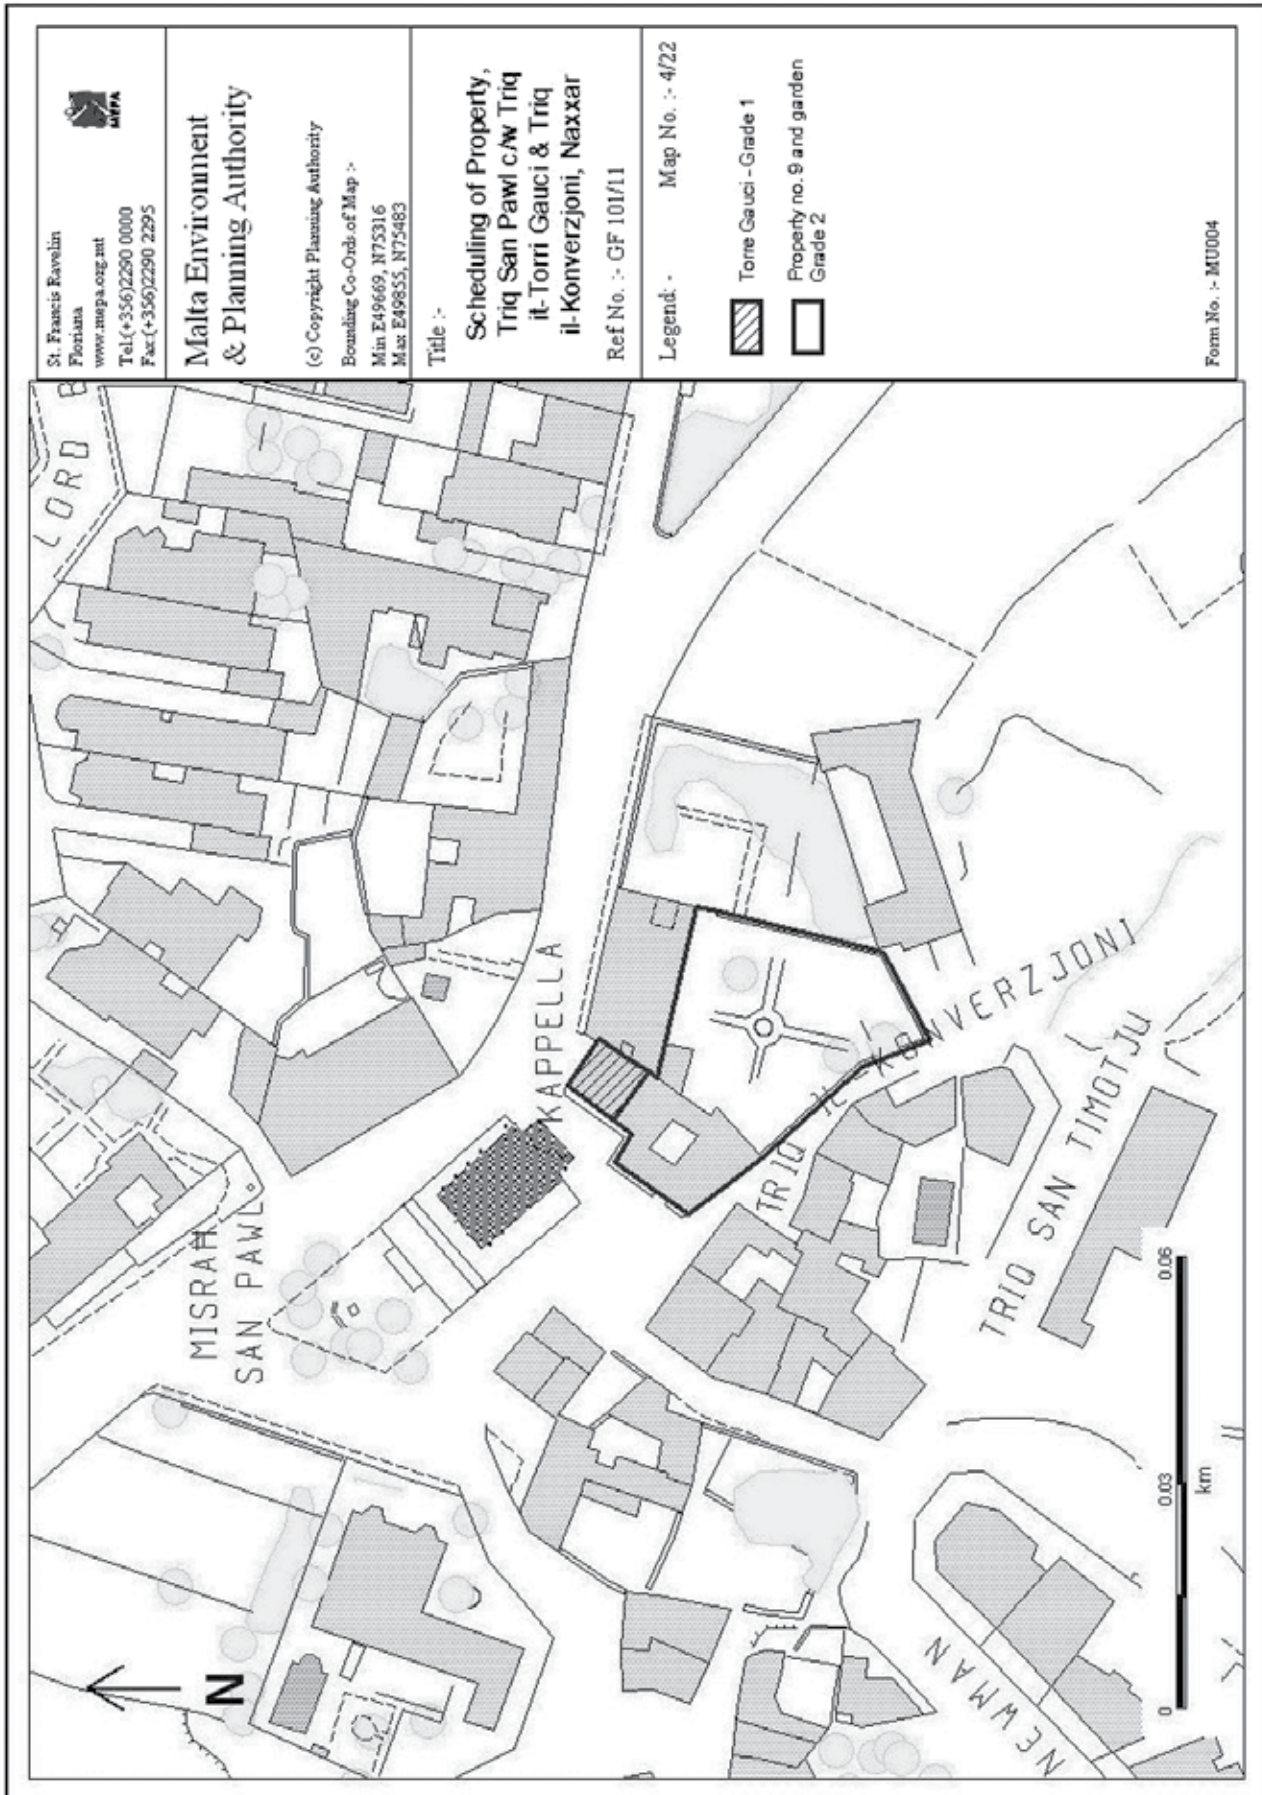 St. Francis Ravelin
Floriana
www.mepa.org.mt
Tel:(+356)2290 0000
Fax:(+356)2290 2295
MEPA
Malta Environment
& Planning Authority
(c) Copyright Planning Authority
Bounding Co-Ords.of Map :-
Min E49669, N75316
Max E49855, N75483
Title :-
Scheduling of Property,
Triq San Pawl c/w Triq
it-Torri Gauci & Triq
il-Konverzjoni, Naxxar
Ref No. :- GF 101/11
Legend: -
Map No. :- 4/22
Torre Gauci - Grade 1
Property no. 9 and garden
Grade 2
Form No. :- MU004
LORD B
KAPPELLA
MISRAH
SAN PAWL
TRIQ IL-KONVERZJONI
TRIQ SAN TIMOTJU
NEWMAN
N
0 0.03 0.06
km